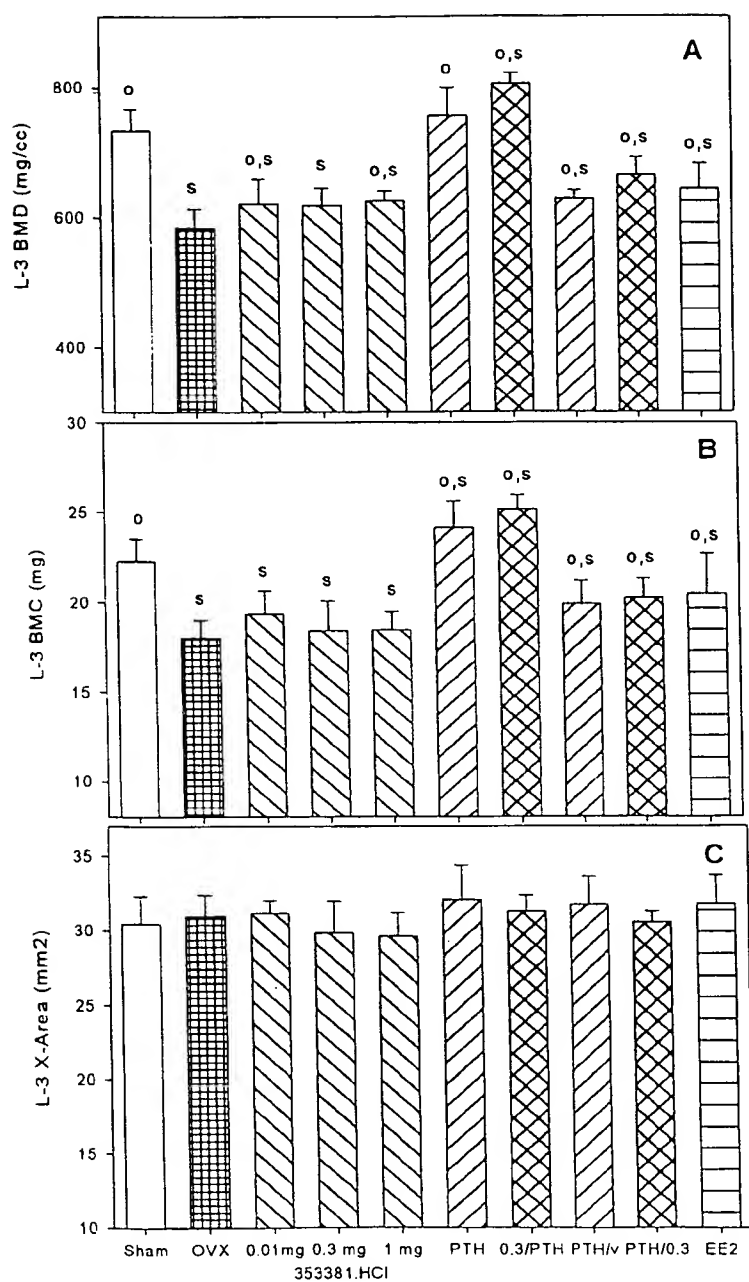 A
o
s
o,s
s
o,s
o
o,s
o,s
o,s
o,s
L-3 BMD (mg/cc)
800
600
400
B
o
s
s
s
s
o,s
o,s
o,s
o,s
o,s
L-3 BMC (mg)
30
25
20
15
10
C
L-3 X-Area (mm2)
35
30
25
20
15
10
Sham OVX 0.01mg 0.3 mg 1 mg PTH 0.3/PTH PTH/v PTH/0.3 EE2
353381.HCl